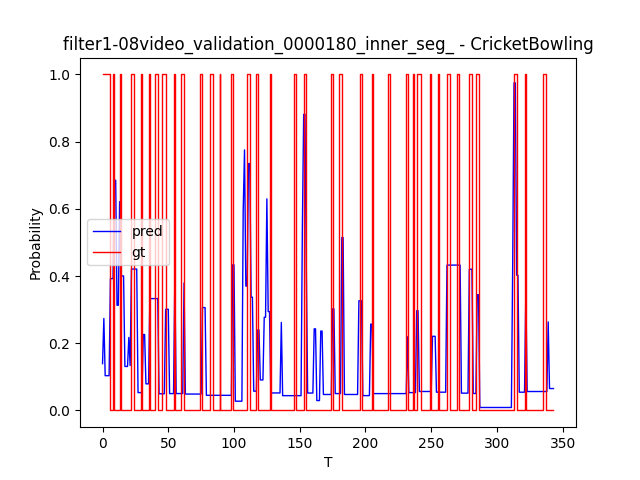 filter1-08video_validation_0000180_inner_seg_ - CricketBowling
1.0
0.8
0.6
0.4
0.2
0.0
Probability
pred
gt
0 50 100 150 200 250 300 350
T